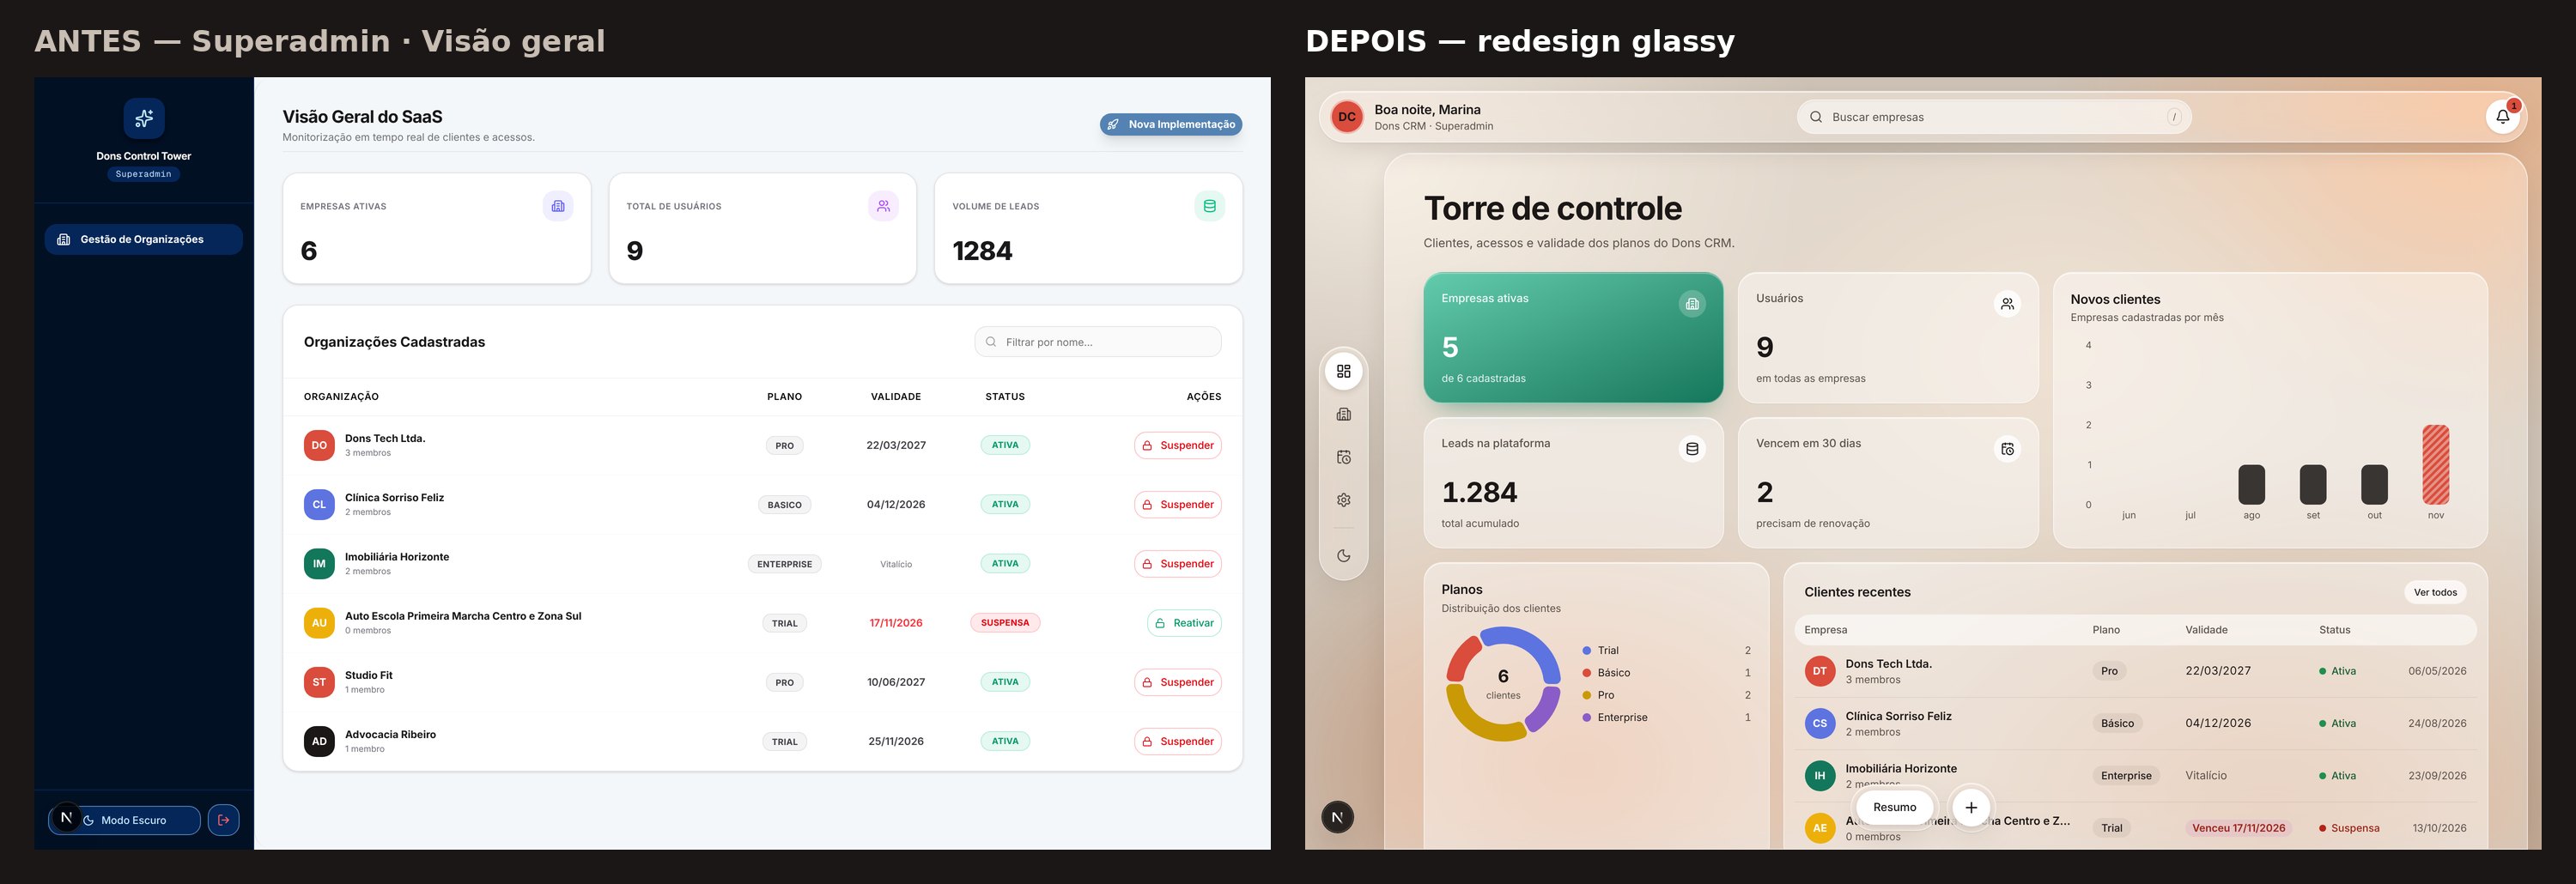 ANTES — Superadmin · Visão geral
Dons Control Tower
Superadmin
Gestão de Organizações
N
Modo Escuro
Visão Geral do SaaS
Monitorização em tempo real de clientes e acessos.
Nova Implementação
EMPRESAS ATIVAS
6
TOTAL DE USUÁRIOS
9
VOLUME DE LEADS
1284
Organizações Cadastradas
Filtrar por nome...
ORGANIZAÇÃO PLANO VALIDADE STATUS AÇÕES
DO Dons Tech Ltda. PRO 22/03/2027 ATIVA Suspender
3 membros
CL Clínica Sorriso Feliz BASICO 04/12/2026 ATIVA Suspender
2 membros
IM Imobiliária Horizonte ENTERPRISE Vitalício ATIVA Suspender
2 membros
AU Auto Escola Primeira Marcha Centro e Zona Sul TRIAL 17/11/2026 SUSPENSA Reativar
0 membros
ST Studio Fit PRO 10/06/2027 ATIVA Suspender
1 membro
AD Advocacia Ribeiro TRIAL 25/11/2026 ATIVA Suspender
1 membro
DEPOIS — redesign glassy
DC Boa noite, Marina
Dons CRM · Superadmin
Buscar empresas /
1
Torre de controle
Clientes, acessos e validade dos planos do Dons CRM.
Empresas ativas
5
de 6 cadastradas
Usuários
9
em todas as empresas
Leads na plataforma
1.284
total acumulado
Vencem em 30 dias
2
precisam de renovação
Novos clientes
Empresas cadastradas por mês
4
3
2
1
0
jun jul ago set out nov
Planos
Distribuição dos clientes
6
clientes
Trial 2
Básico 1
Pro 2
Enterprise 1
Clientes recentes
Ver todos
Empresa Plano Validade Status
DT Dons Tech Ltda. Pro 22/03/2027 Ativa 06/05/2026
3 membros
CS Clínica Sorriso Feliz Básico 04/12/2026 Ativa 24/08/2026
2 membros
IH Imobiliária Horizonte Enterprise Vitalício Ativa 23/09/2026
2 membros
AE Centro e Z... Trial Venceu 17/11/2026 Suspensa 13/10/2026
0 membros
Resumo +
N